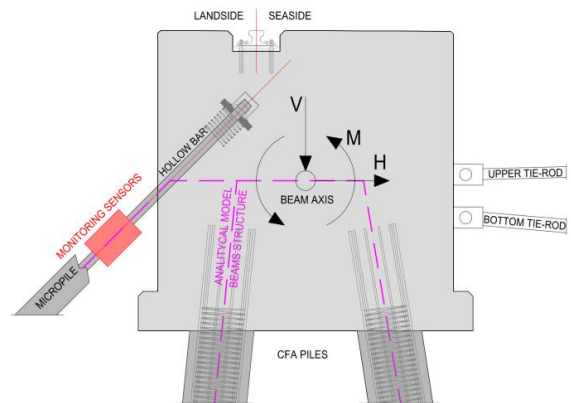 LANDSIDE SEASIDE
V
M
H
HOLLOW BAR
BEAM AXIS
UPPER TIE-ROD
BOTTOM TIE-ROD
MONITORING SENSORS
MICROPILE
ANALITYCAL MODEL
BEAMS STRUCTURE
CFA PILES